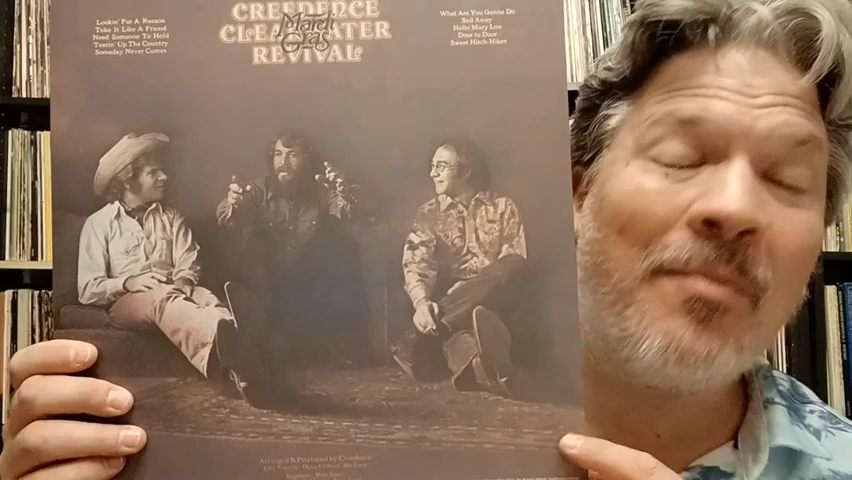 Lookin' For A Reason
Take It Like A Friend
Need Someone To Hold
Tearin' Up The Country
Someday Never Comes
CREEDENCE
CLEARWATER
REVIVAL
Mardi
Gras
What Are You Gonna Do
Sail Away
Hello Mary Lou
Door to Door
Sweet Hitch-Hiker
Arranged & Produced by Creedence